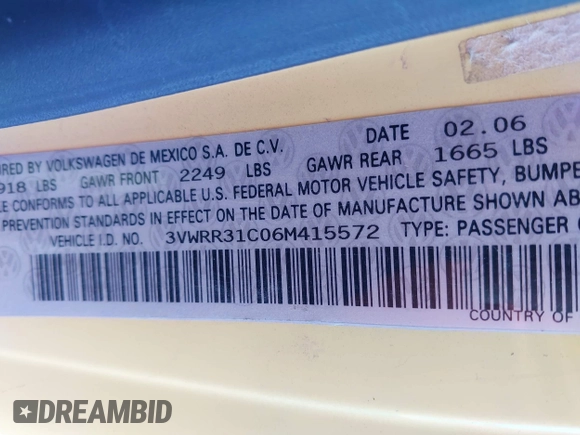 URED BY VOLKSWAGEN DE MEXICO S.A. DE C.V. DATE 02.06
918 LBS GAWR FRONT 2249 LBS GAWR REAR 1665 LBS
LE CONFORMS TO ALL APPLICABLE U.S. FEDERAL MOTOR VEHICLE SAFETY, BUMPE
PREVENTION STANDARDS IN EFFECT ON THE DATE OF MANUFACTURE SHOWN AB
VEHICLE I.D. NO. 3VWRR31C06M415572 TYPE: PASSENGER
COUNTRY OF
DREAMBID